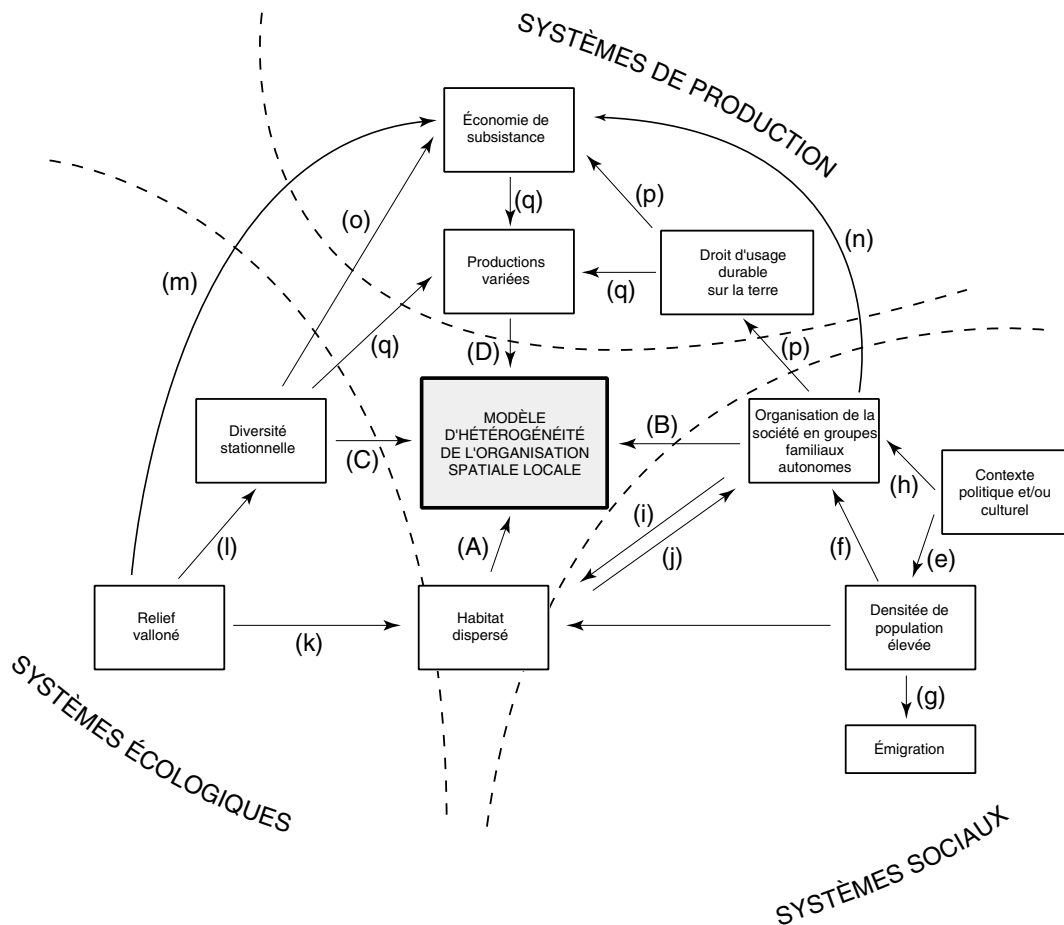 SYSTÈMES DE PRODUCTION
Économie de
subsistance
(q)
(p)
(o)
(n)
(m)
Productions
variées
(q)
Droit d'usage
durable
sur la terre
(q)
(D)
(p)
Diversité
stationnelle
(C)
MODÈLE
D'HÉTÉROGÉNÉITÉ
DE L'ORGANISATION
SPATIALE LOCALE
(B)
Organisation de la
société en groupes
familiaux
autonomes
(h)
Contexte
politique et/ou
culturel
(l)
(A)
(i)
(j)
(f)
(e)
Relief
valloné
(k)
Habitat
dispersé
Densitée de
population
élevée
(g)
Émigration
SYSTÈMES ÉCOLOGIQUES
SYSTÈMES SOCIAUX